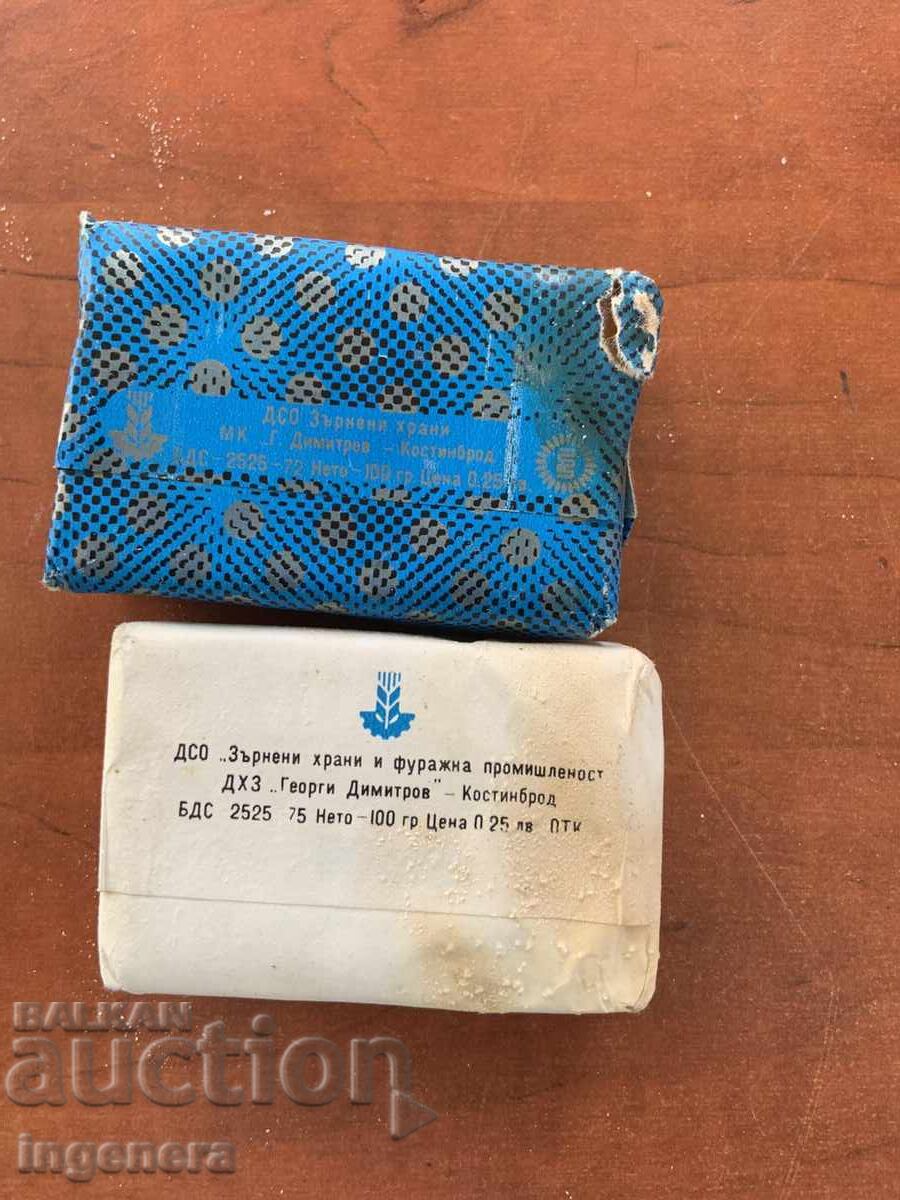 ДСО Зърнени храни
МК „Г. Димитров" - Костинброд
БДС - 2525 - 72 Нето - 100 гр. Цена 0.25 лв
ДСО „Зърнени храни и фуражна промишленост
ДХЗ „Георги Димитров" - Костинброд
БДС 2525 75 Нето - 100 гр Цена 0 25 лв ОТК
BALKAN
auction
ingenera